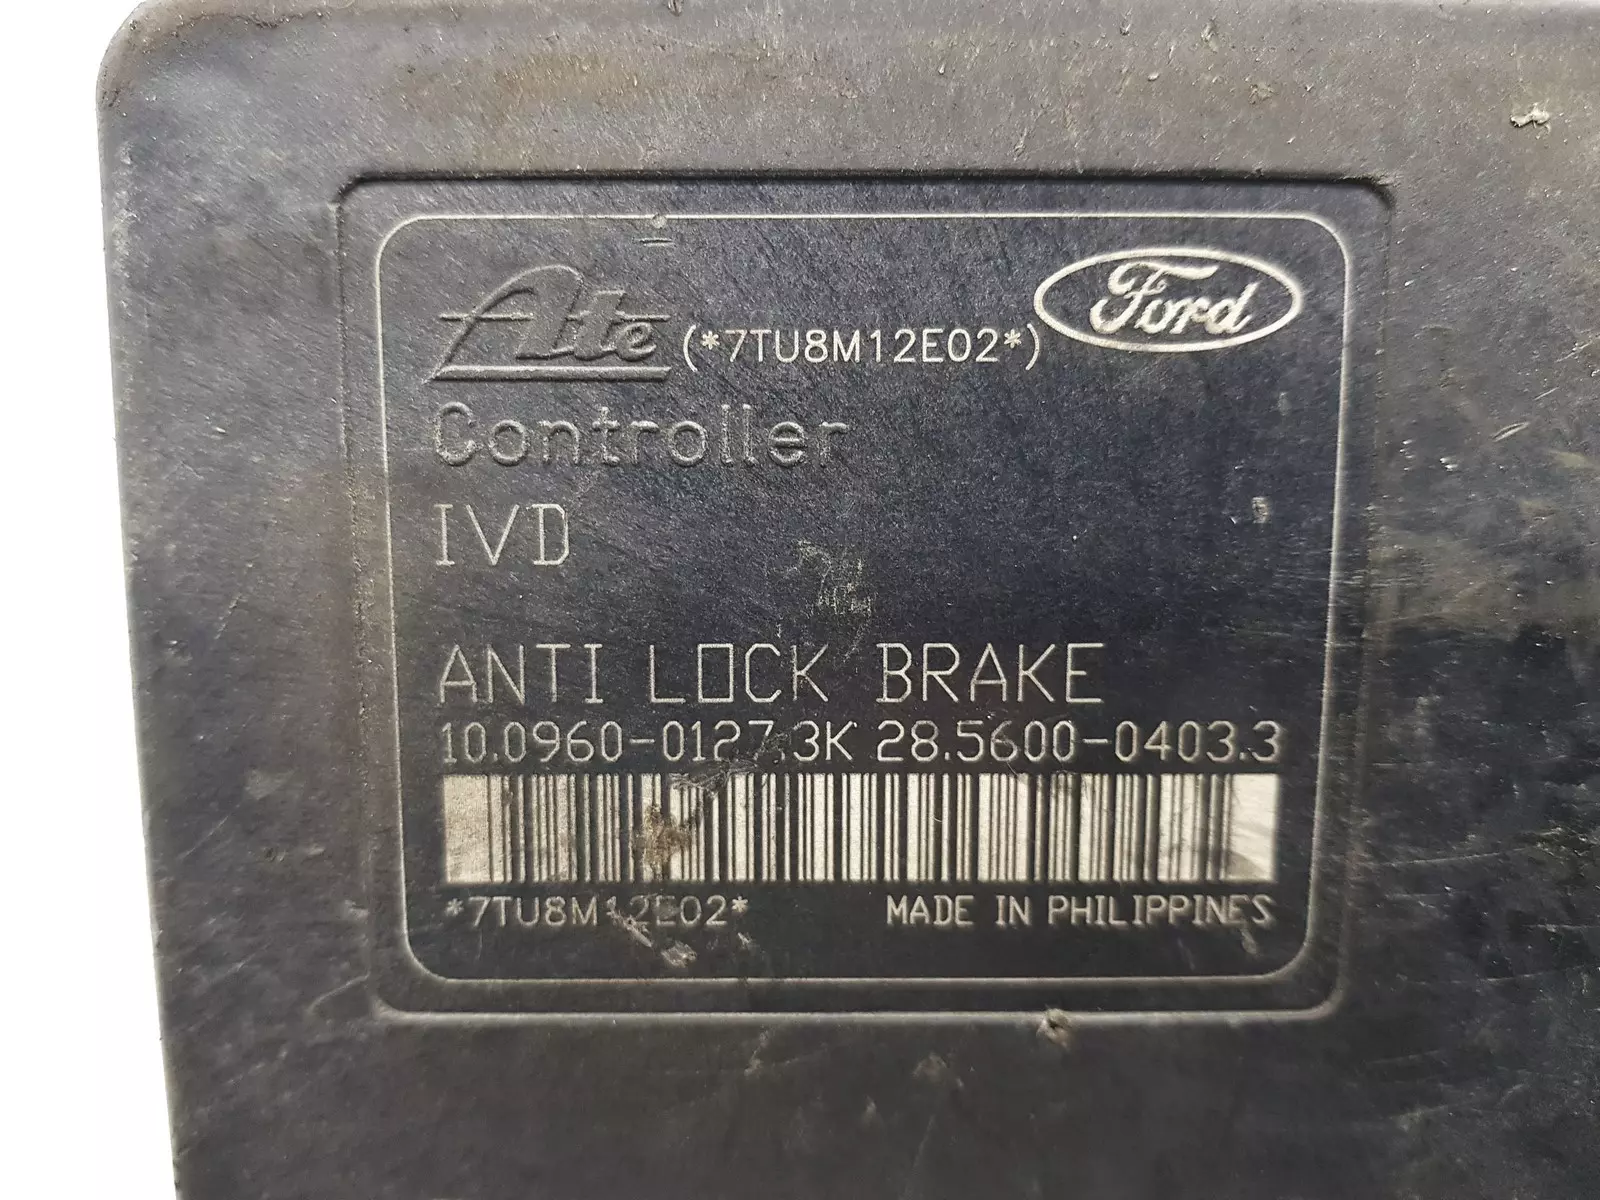 Ate (*7TU8M12E02*) Ford
Controller
IVD
ANTI LOCK BRAKE
10.0960-0127.3K 28.5600-0403.3
*7TU8M12E02* MADE IN PHILIPPINES